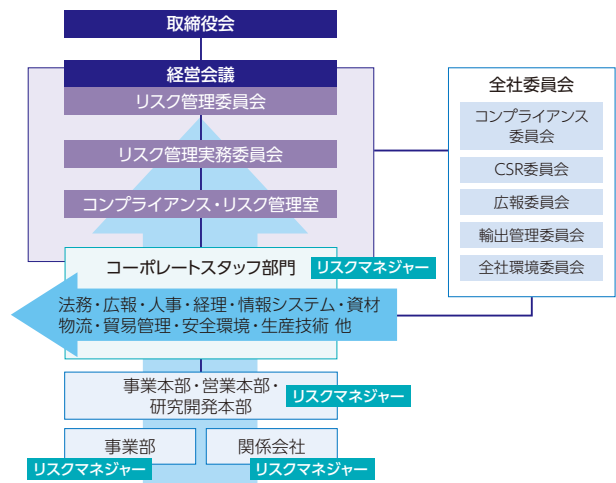 取締役会
経営会議
リスク管理委員会
リスク管理実務委員会
コンプライアンス・リスク管理室
コーポレートスタッフ部門
リスクマネジャー
法務・広報・人事・経理・情報システム・資材
物流・貿易管理・安全環境・生産技術 他
事業本部・営業本部・
研究開発本部
リスクマネジャー
事業部
リスクマネジャー
関係会社
リスクマネジャー
全社委員会
コンプライアンス
委員会
CSR委員会
広報委員会
輸出管理委員会
全社環境委員会